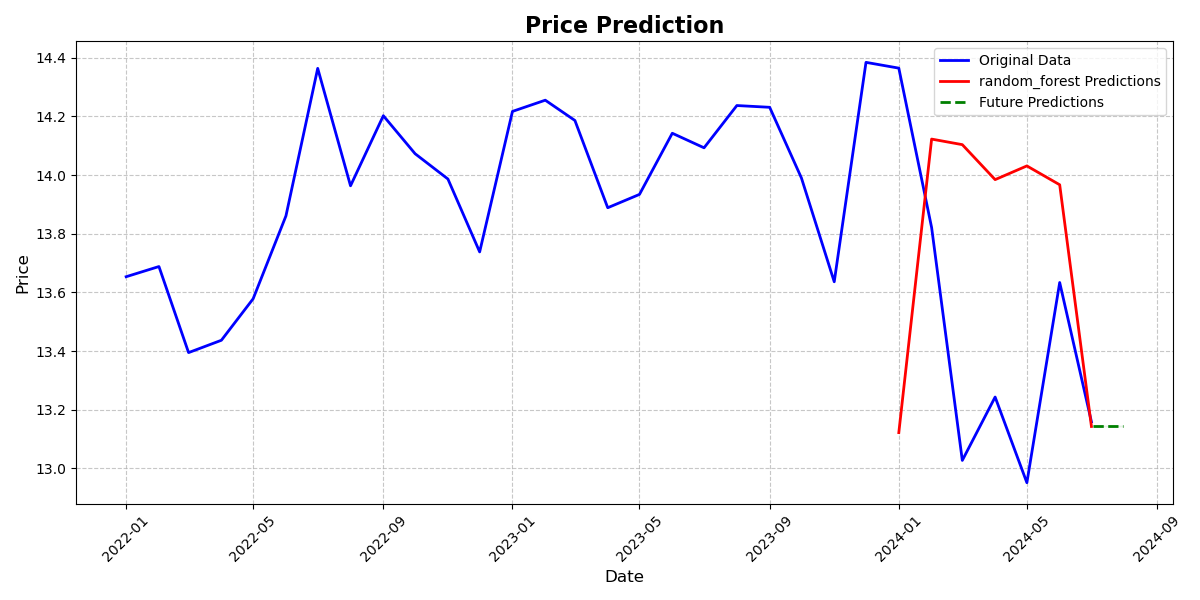 Price Prediction
Original Data
random_forest Predictions
Future Predictions
Price
14.4
14.2
14.0
13.8
13.6
13.4
13.2
13.0
2022-01
2022-05
2022-09
2023-01
2023-05
2023-09
2024-01
2024-05
2024-09
Date